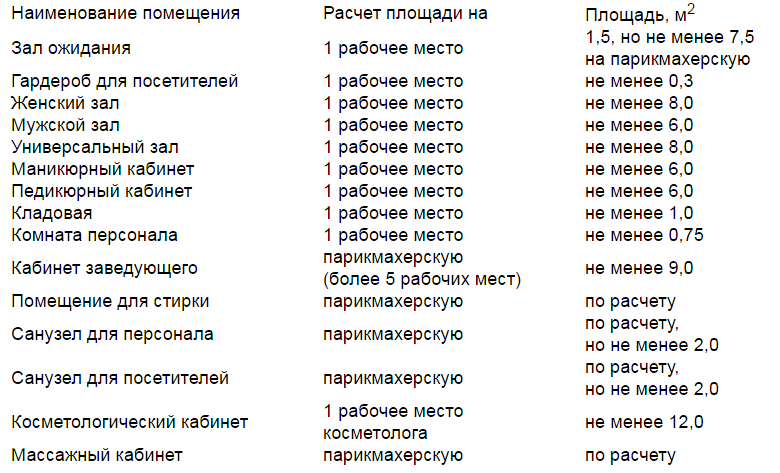 Наименование помещения Расчет площади на Площадь, м2
Зал ожидания 1 рабочее место 1,5, но не менее 7,5
на парикмахерскую
Гардероб для посетителей 1 рабочее место не менее 0,3
Женский зал 1 рабочее место не менее 8,0
Мужской зал 1 рабочее место не менее 6,0
Универсальный зал 1 рабочее место не менее 8,0
Маникюрный кабинет 1 рабочее место не менее 6,0
Педикюрный кабинет 1 рабочее место не менее 6,0
Кладовая 1 рабочее место не менее 1,0
Комната персонала 1 рабочее место не менее 0,75
Кабинет заведующего парикмахерскую
(более 5 рабочих мест) не менее 9,0
Помещение для стирки парикмахерскую по расчету
Санузел для персонала парикмахерскую по расчету,
но не менее 2,0
Санузел для посетителей парикмахерскую по расчету,
но не менее 2,0
Косметологический кабинет 1 рабочее место
косметолога не менее 12,0
Массажный кабинет парикмахерскую по расчету